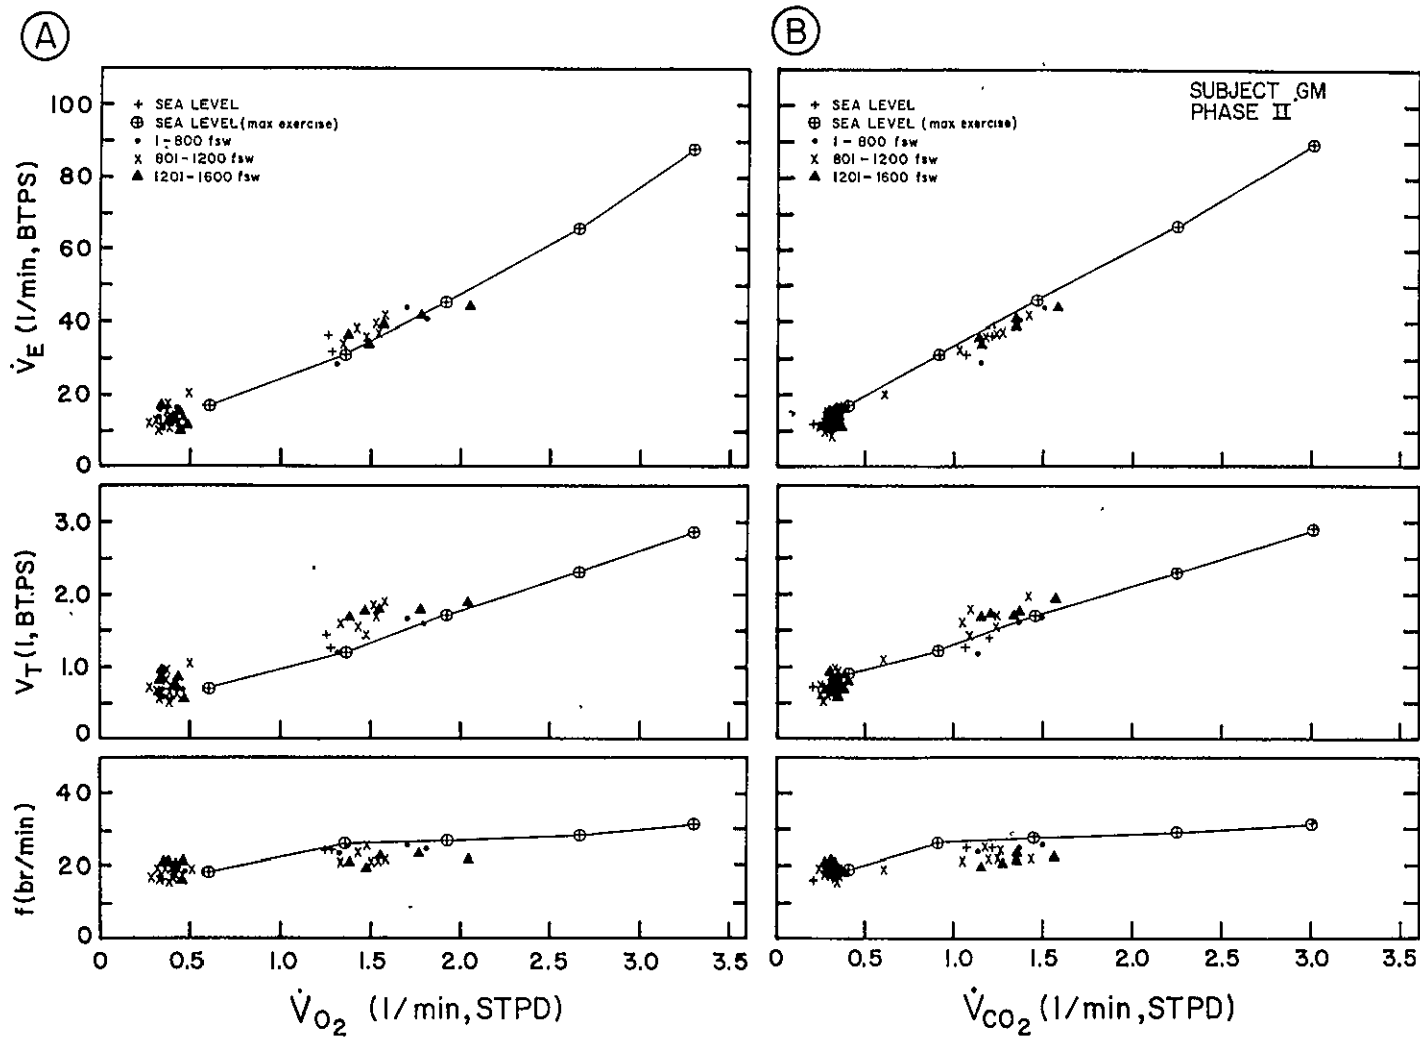 A
B
100
80
60
40
20
0
V̇E (l/min, BTPS)
+ SEA LEVEL
⊕ SEA LEVEL (max exercise)
• 1-800 fsw
x 801-1200 fsw
▲ 1201-1600 fsw
+ SEA LEVEL
⊕ SEA LEVEL (max exercise)
• 1-800 fsw
x 801-1200 fsw
▲ 1201-1600 fsw
SUBJECT GM
PHASE II
3.0
2.0
1.0
0
VT (l, BT.PS)
40
20
0
f(br/min)
0 0.5 1.0 1.5 2.0 2.5 3.0 3.5
V̇O2 (l/min, STPD)
0 0.5 1.0 1.5 2.0 2.5 3.0 3.5
V̇CO2 (l/min, STPD)